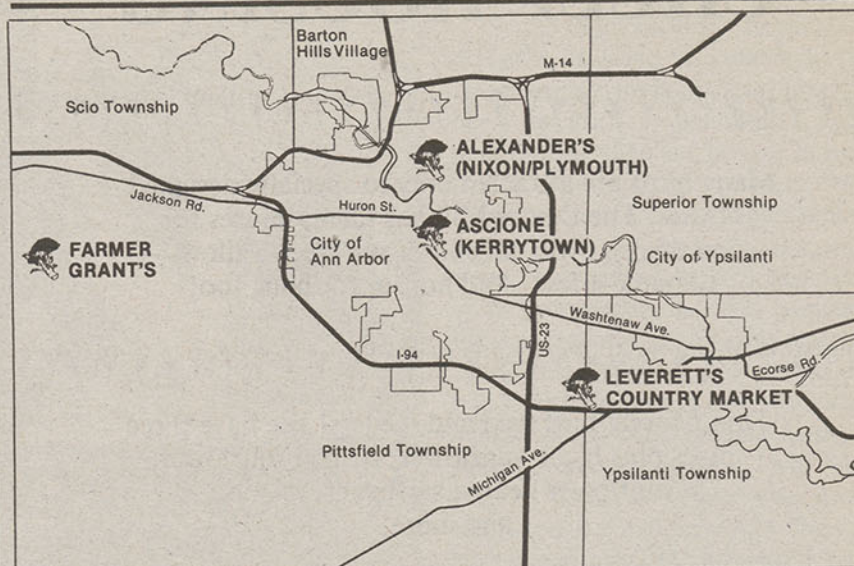 Barton
Hills Village
M-14
Scio Township
ALEXANDER'S
(NIXON/PLYMOUTH)
Jackson Rd.
Huron St.
Superior Township
ASCIONE
(KERRYTOWN)
FARMER
GRANT'S
City of
Ann Arbor
City of Ypsilanti
Washtenaw Ave.
US-23
I-94
Ecorse Rd.
LEVERETT'S
COUNTRY MARKET
Pittsfield Township
Michigan Ave.
Ypsilanti Township